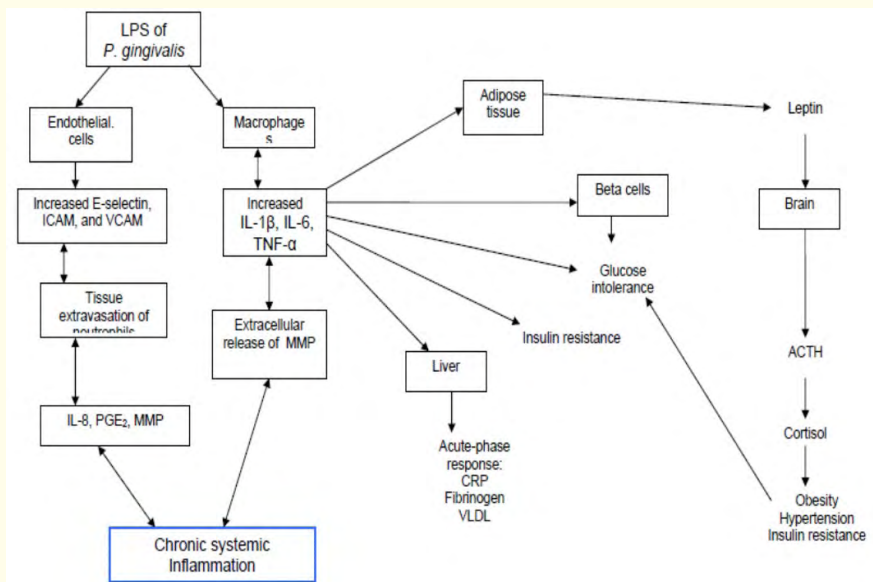 LPS of
P. gingivalis
Endothelial.
cells
Macrophage
s
Adipose
tissue
Leptin
Increased E-selectin,
ICAM, and VCAM
Increased
IL-1β, IL-6,
TNF-α
Beta cells
Brain
Glucose
intolerance
Tissue
extravasation of
neutrophils
Extracellular
release of MMP
Insulin resistance
Liver
ACTH
IL-8, PGE₂, MMP
Acute-phase
response:
CRP
Fibrinogen
VLDL
Cortisol
Obesity
Hypertension
Insulin resistance
Chronic systemic
Inflammation